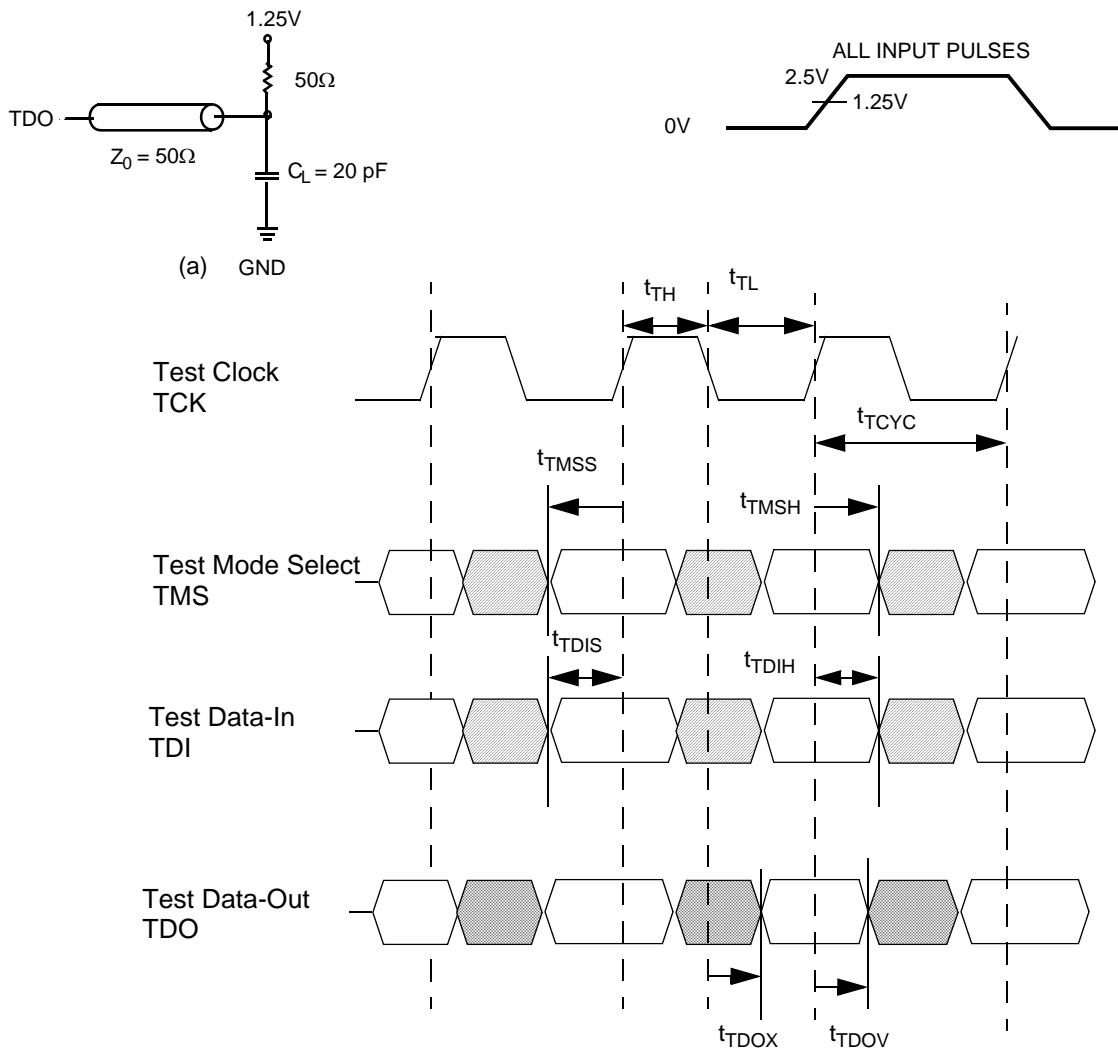 1.25V
50Ω
TDO
Z0 = 50Ω
CL = 20 pF
(a) GND
ALL INPUT PULSES
2.5V
1.25V
0V
tTH
tTL
Test Clock
TCK
tTCYC
tTMSS
tTMSH
Test Mode Select
TMS
tTDIS
tTDIH
Test Data-In
TDI
Test Data-Out
TDO
tTDOX
tTDOV